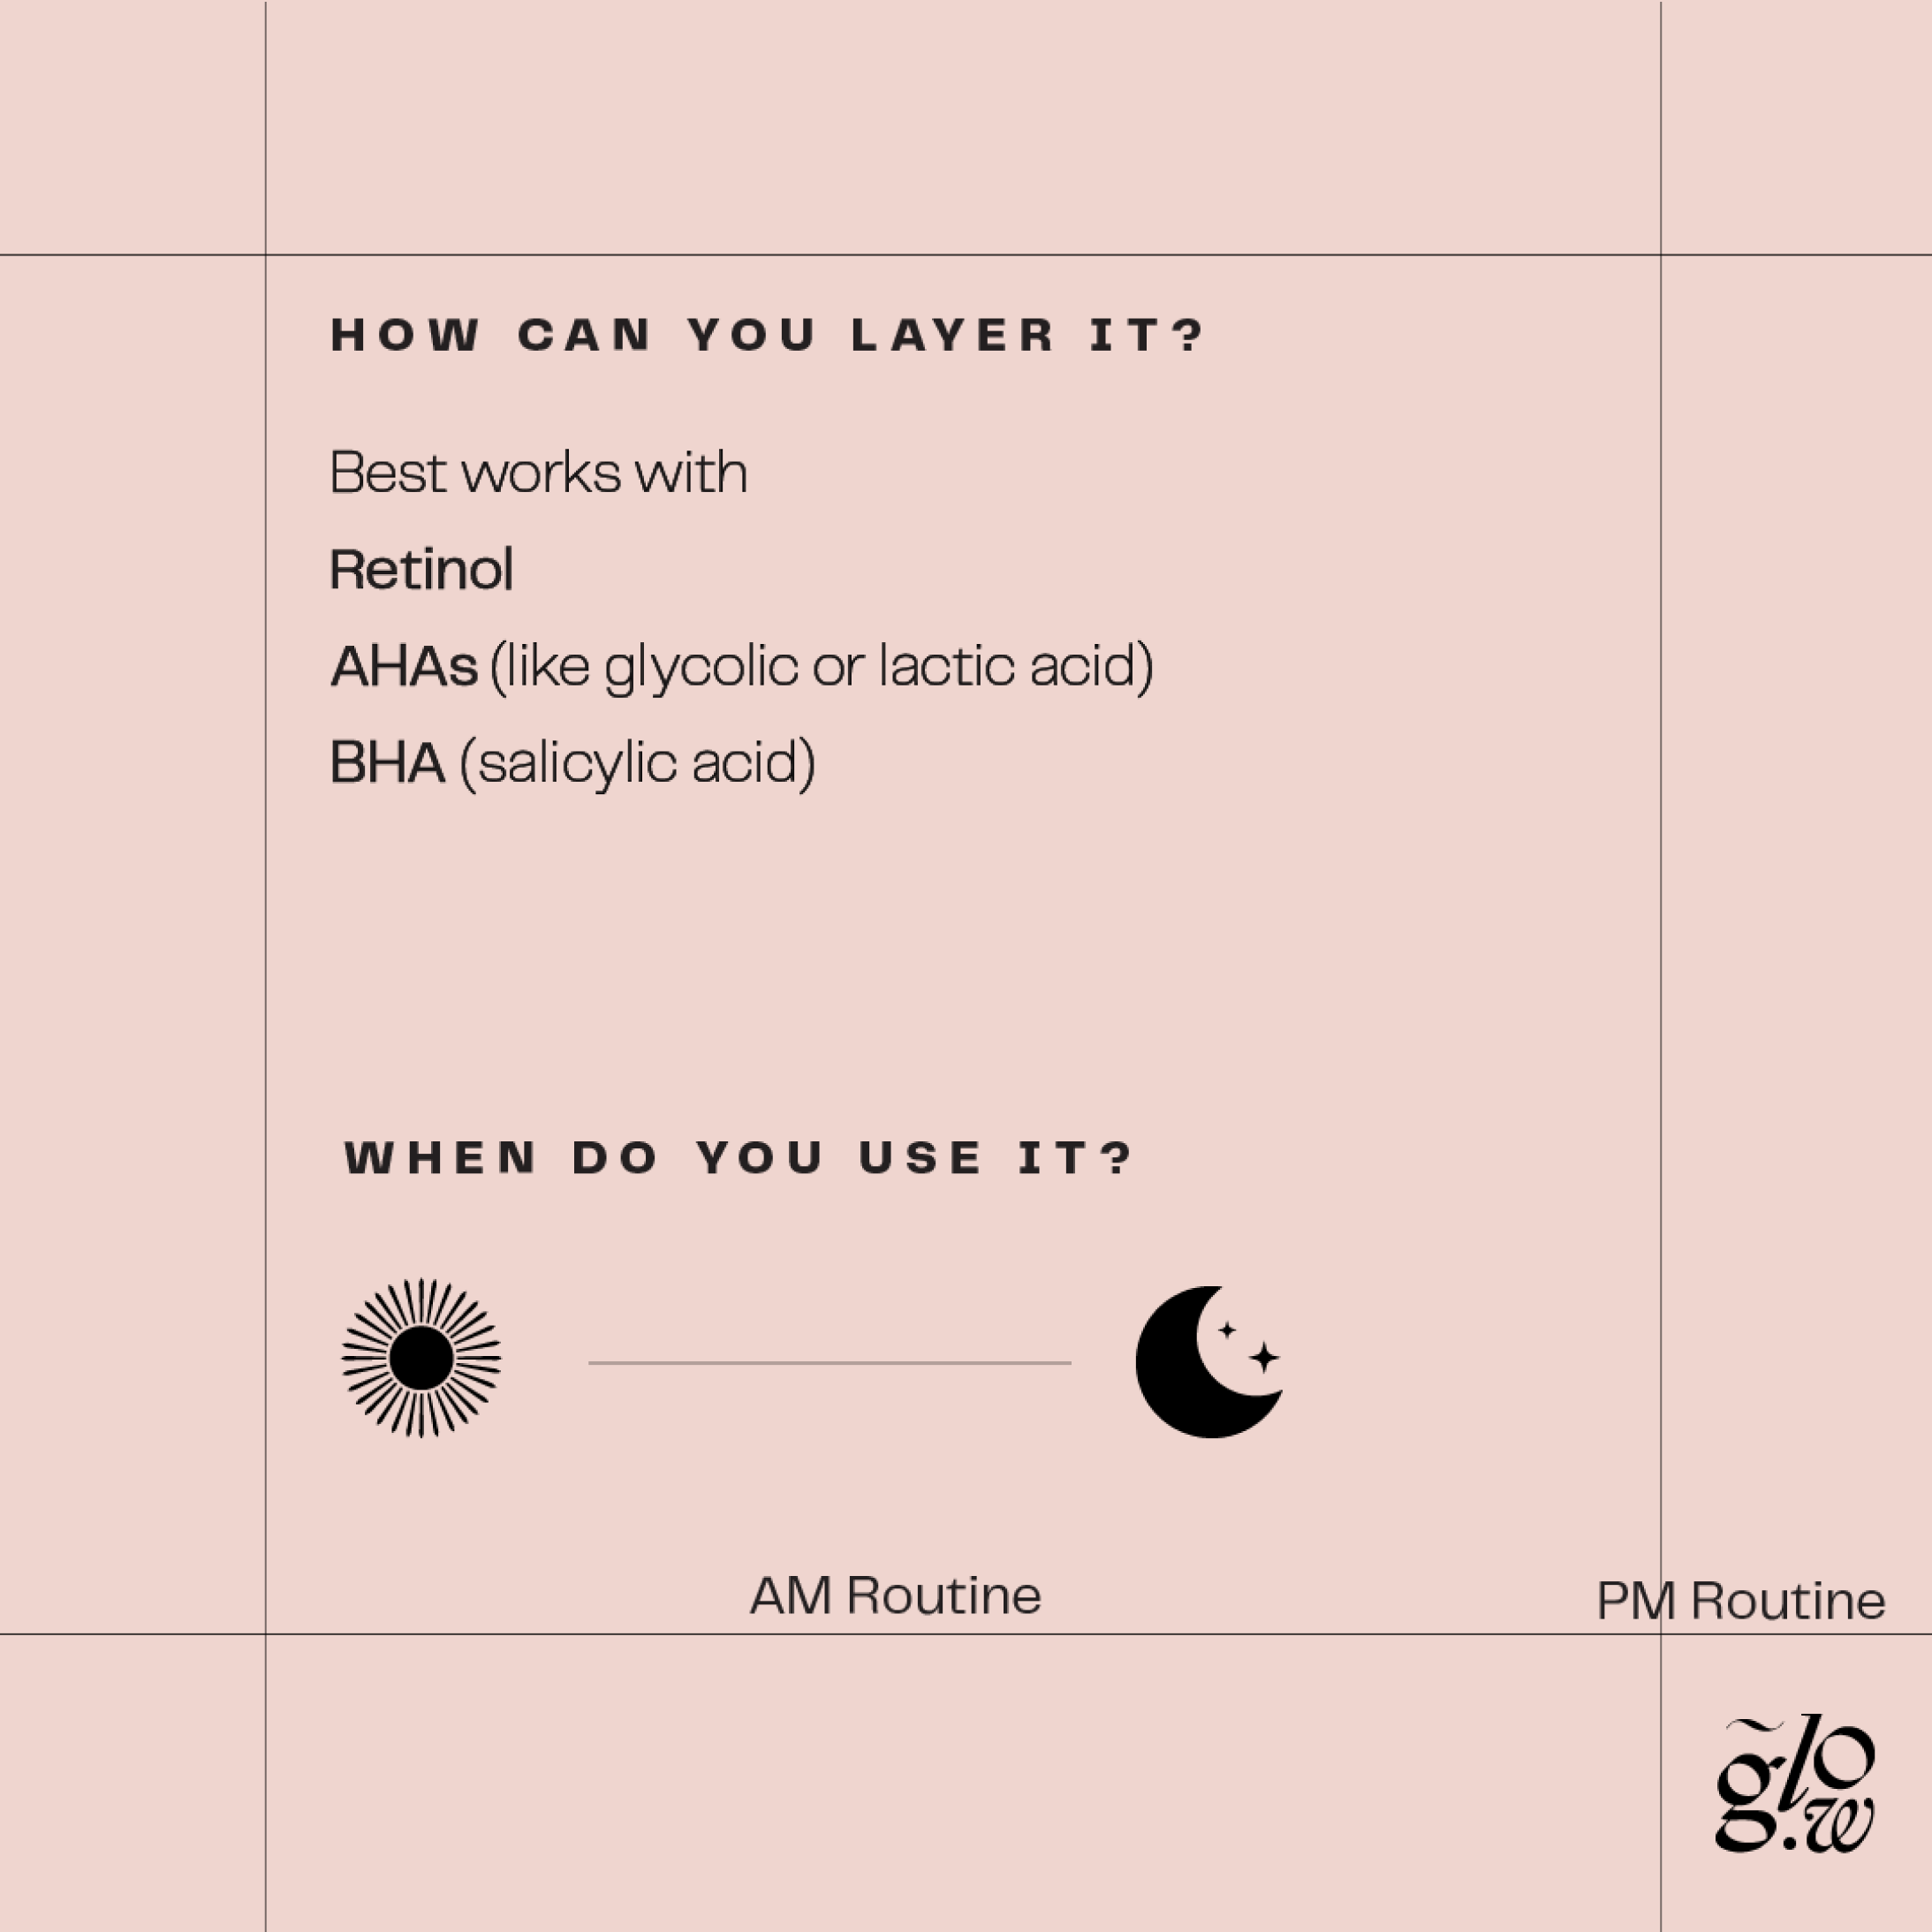 HOW CAN YOU LAYER IT?
Best works with
Retinol
AHAs (like glycolic or lactic acid)
BHA (salicylic acid)
WHEN DO YOU USE IT?
AM Routine
PM Routine
glo.w